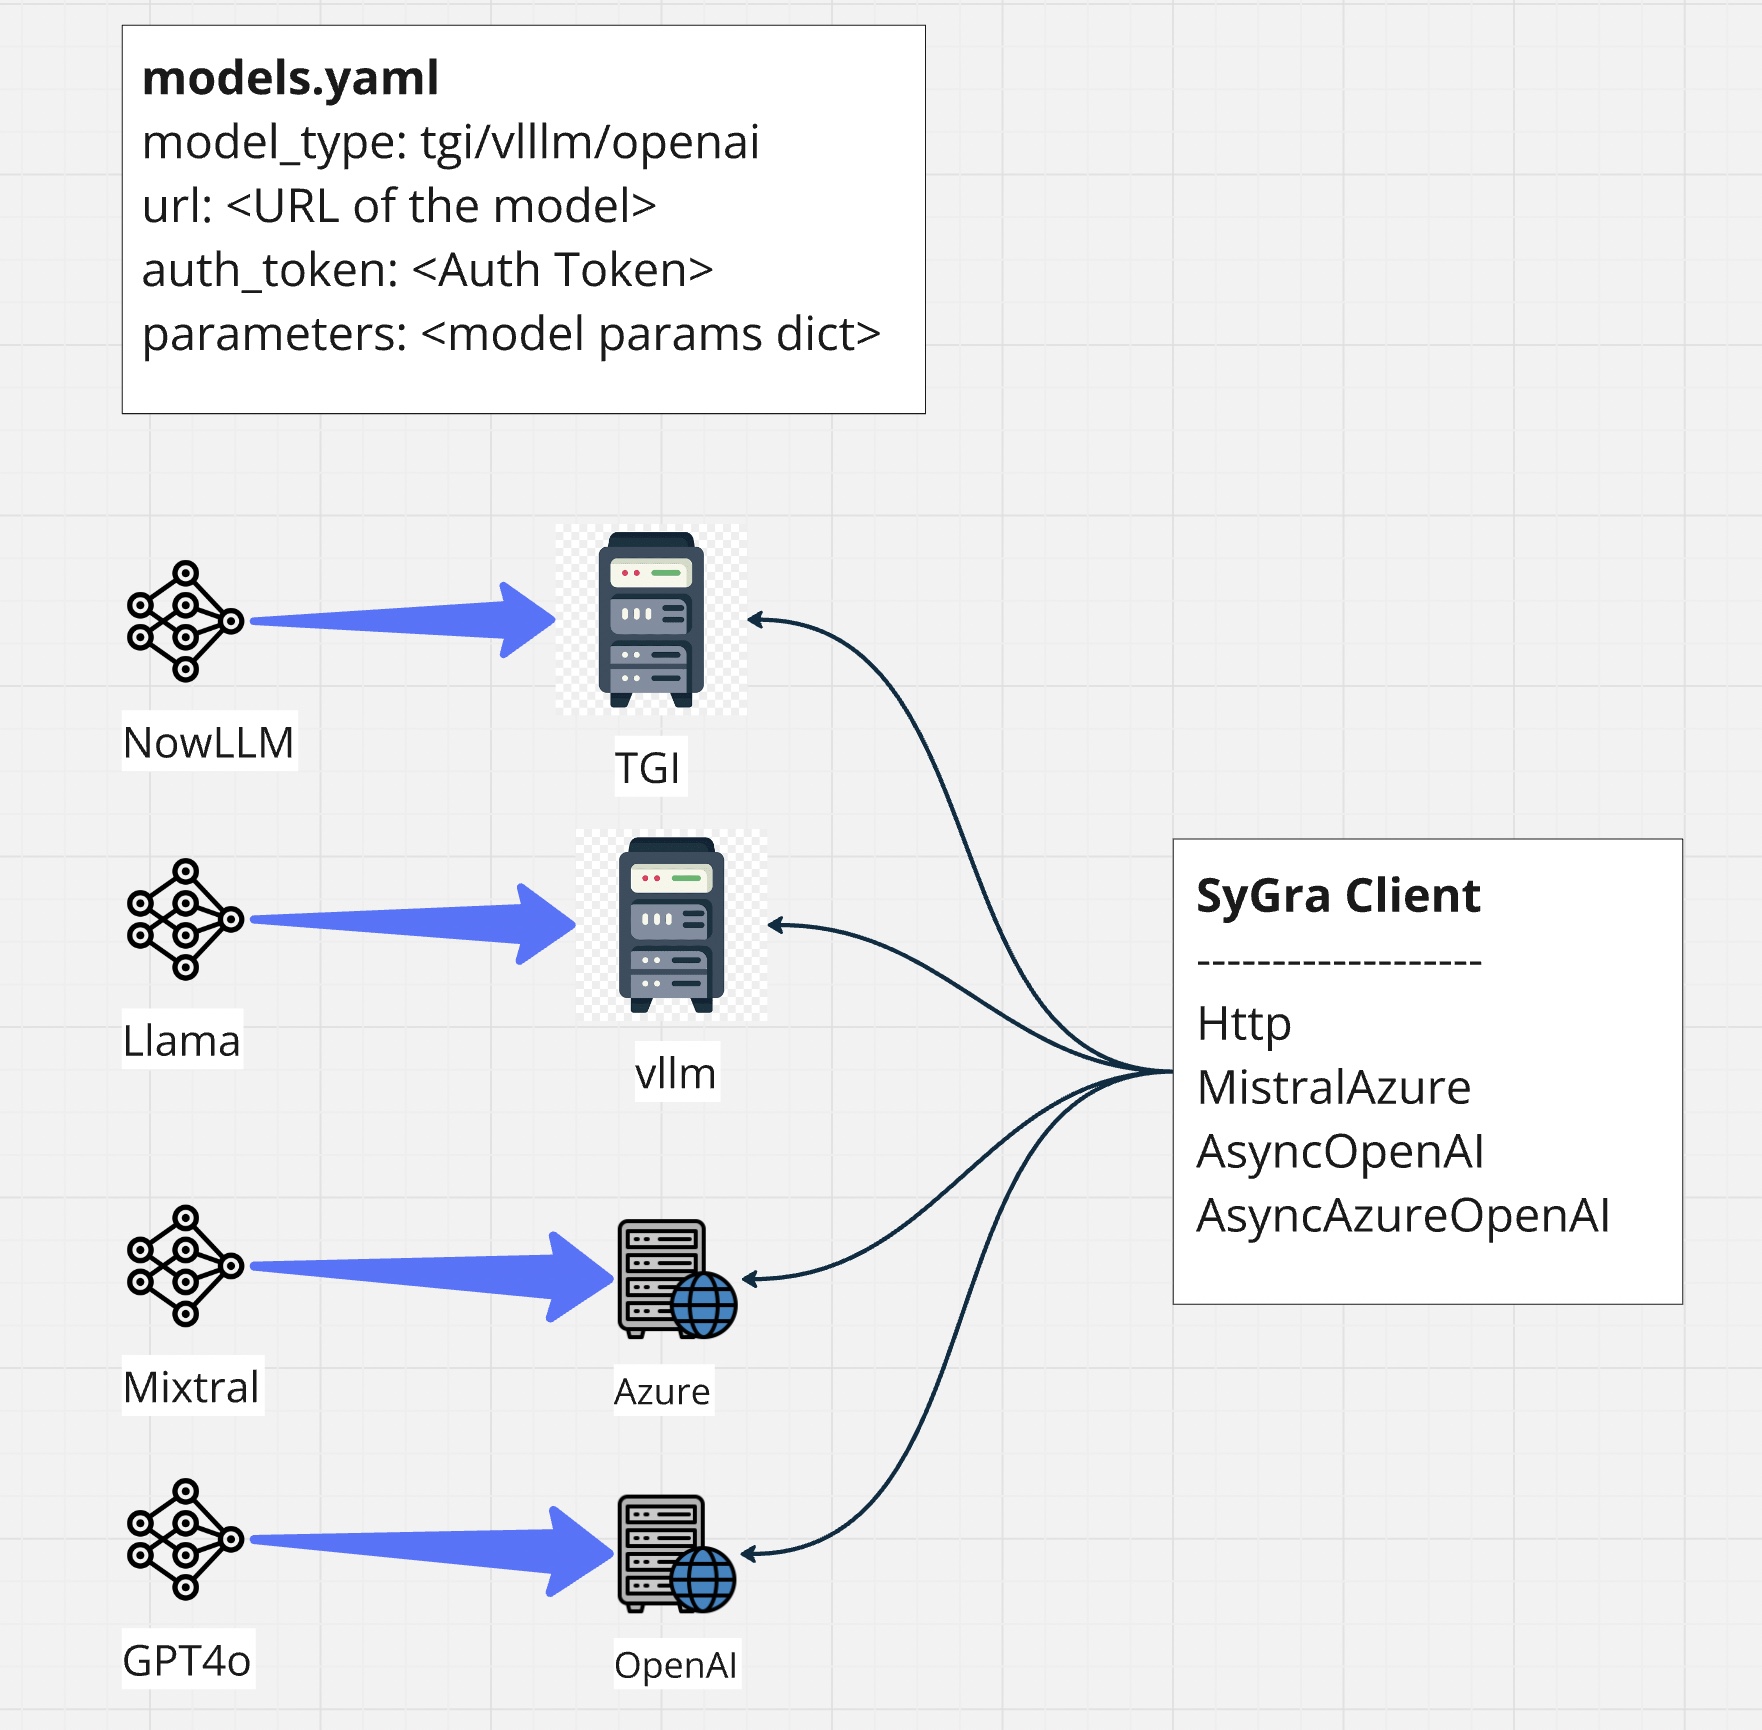 models.yaml
model_type: tgi/vlllm/openai
url: <URL of the model>
auth_token: <Auth Token>
parameters: <model params dict>
NowLLM
TGI
Llama
vllm
Mixtral
Azure
GPT4o
OpenAI
SyGra Client
-------------------
Http
MistralAzure
AsyncOpenAI
AsyncAzureOpenAI